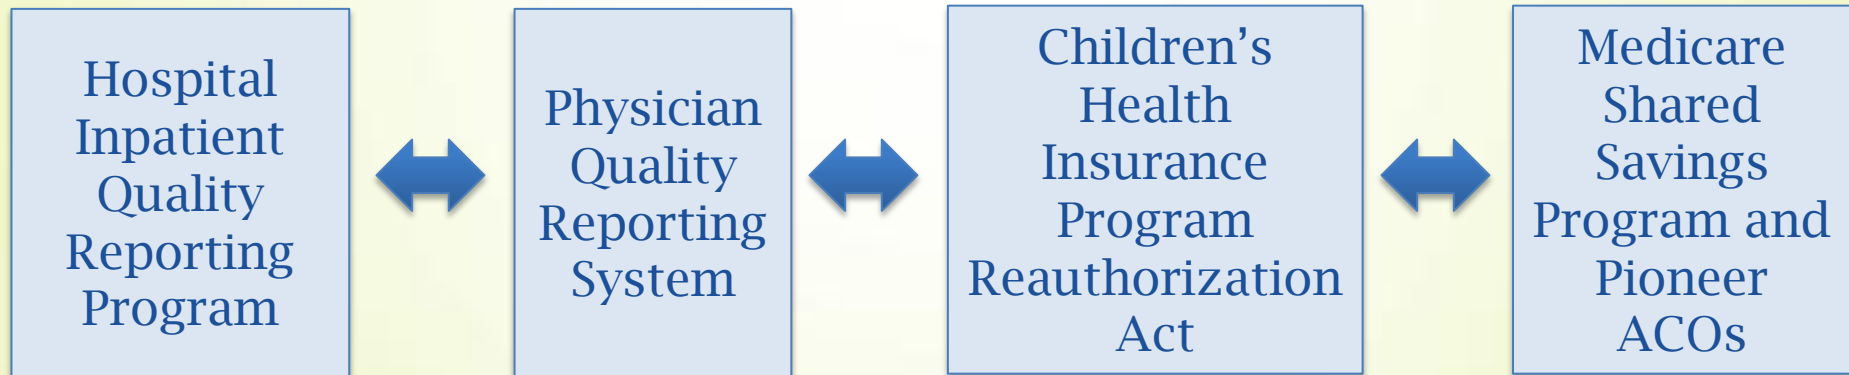 Hospital
Inpatient
Quality
Reporting
Program
Physician
Quality
Reporting
System
Children’s
Health
Insurance
Program
Reauthorization
Act
Medicare
Shared
Savings
Program and
Pioneer
ACOs